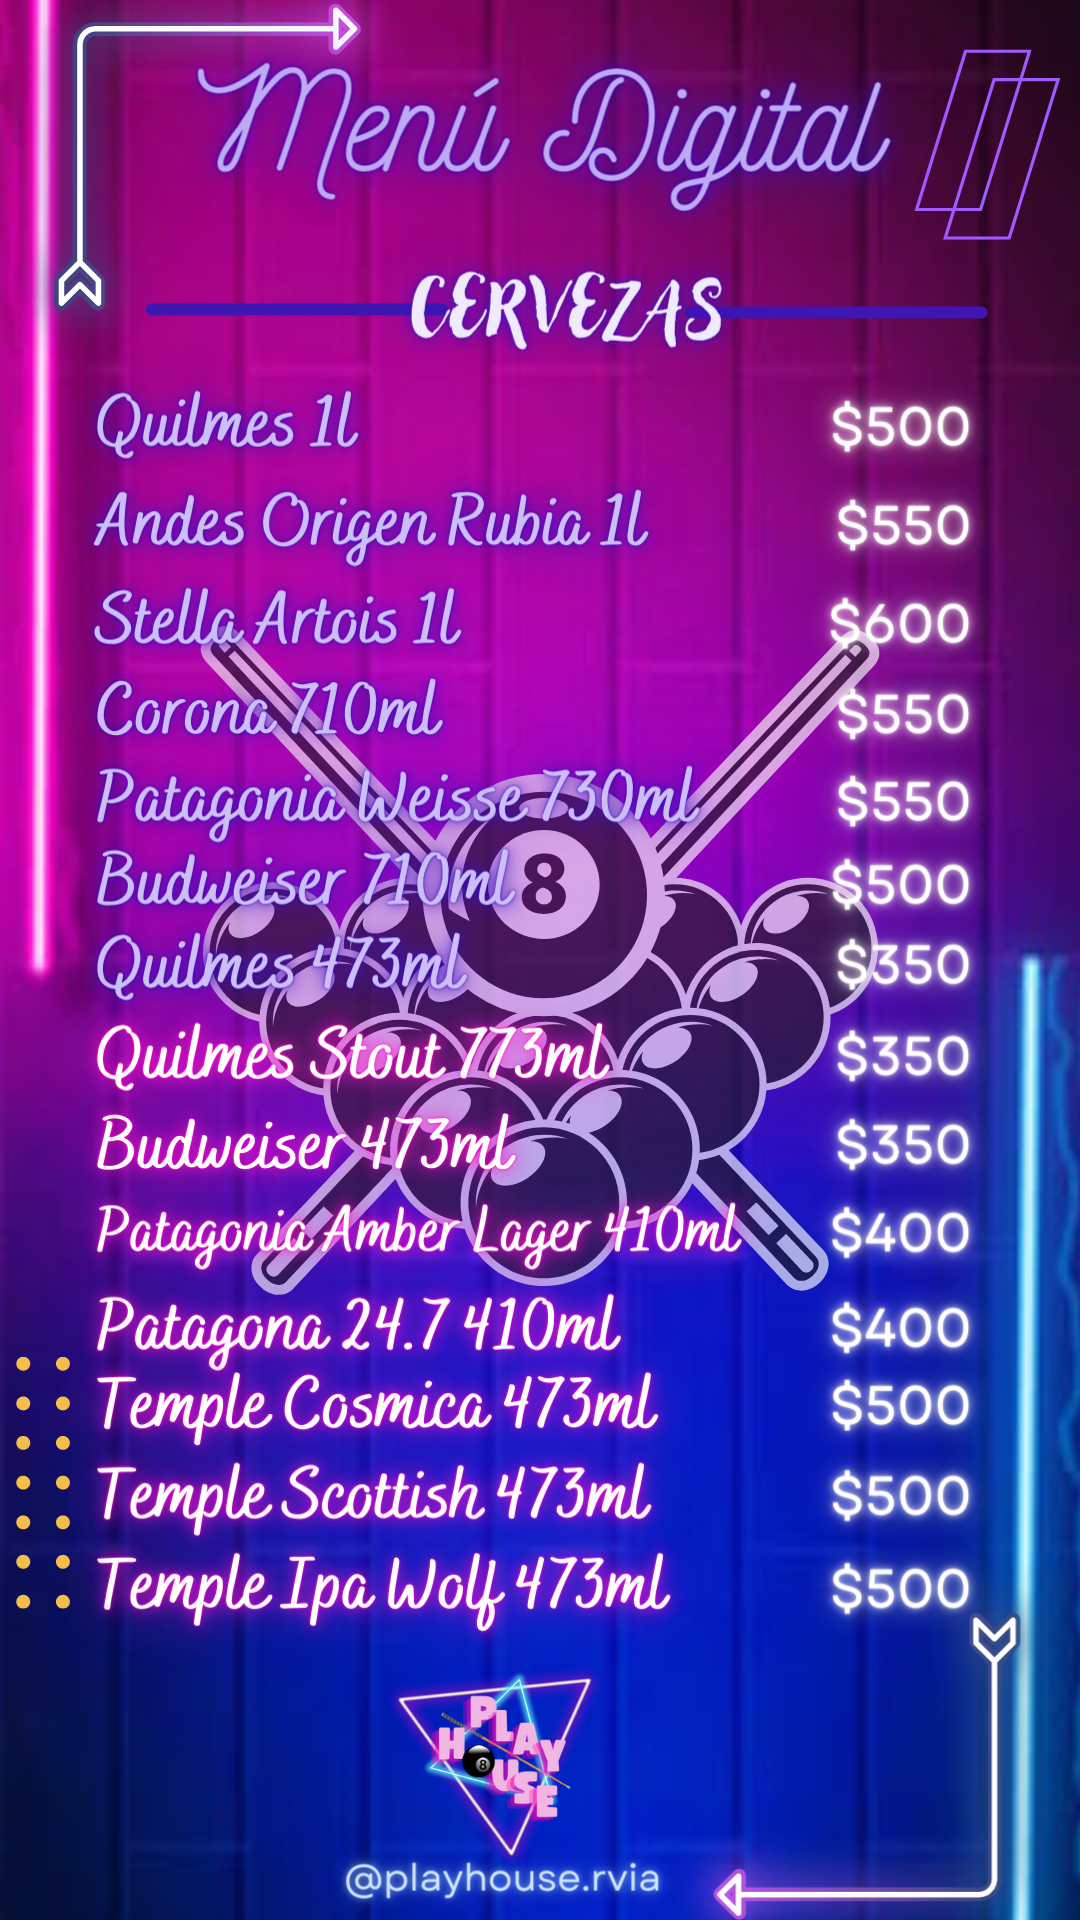 Menú Digital
CERVEZAS
Quilmes 1l $500
Andes Origen Rubia 1l $550
Stella Artois 1l $600
Corona 710ml $550
Patagonia Weisse 730ml $550
8
Budweiser 710ml $500
Quilmes 473ml $350
Quilmes Stout 773ml $350
Budweiser 473ml $350
Patagonia Amber Lager 410ml $400
Patagona 24.7 410ml $400
Temple Cosmica 473ml $500
Temple Scottish 473ml $500
Temple Ipa Wolf 473ml $500
PLAY
H8USE
@playhouse.rvia